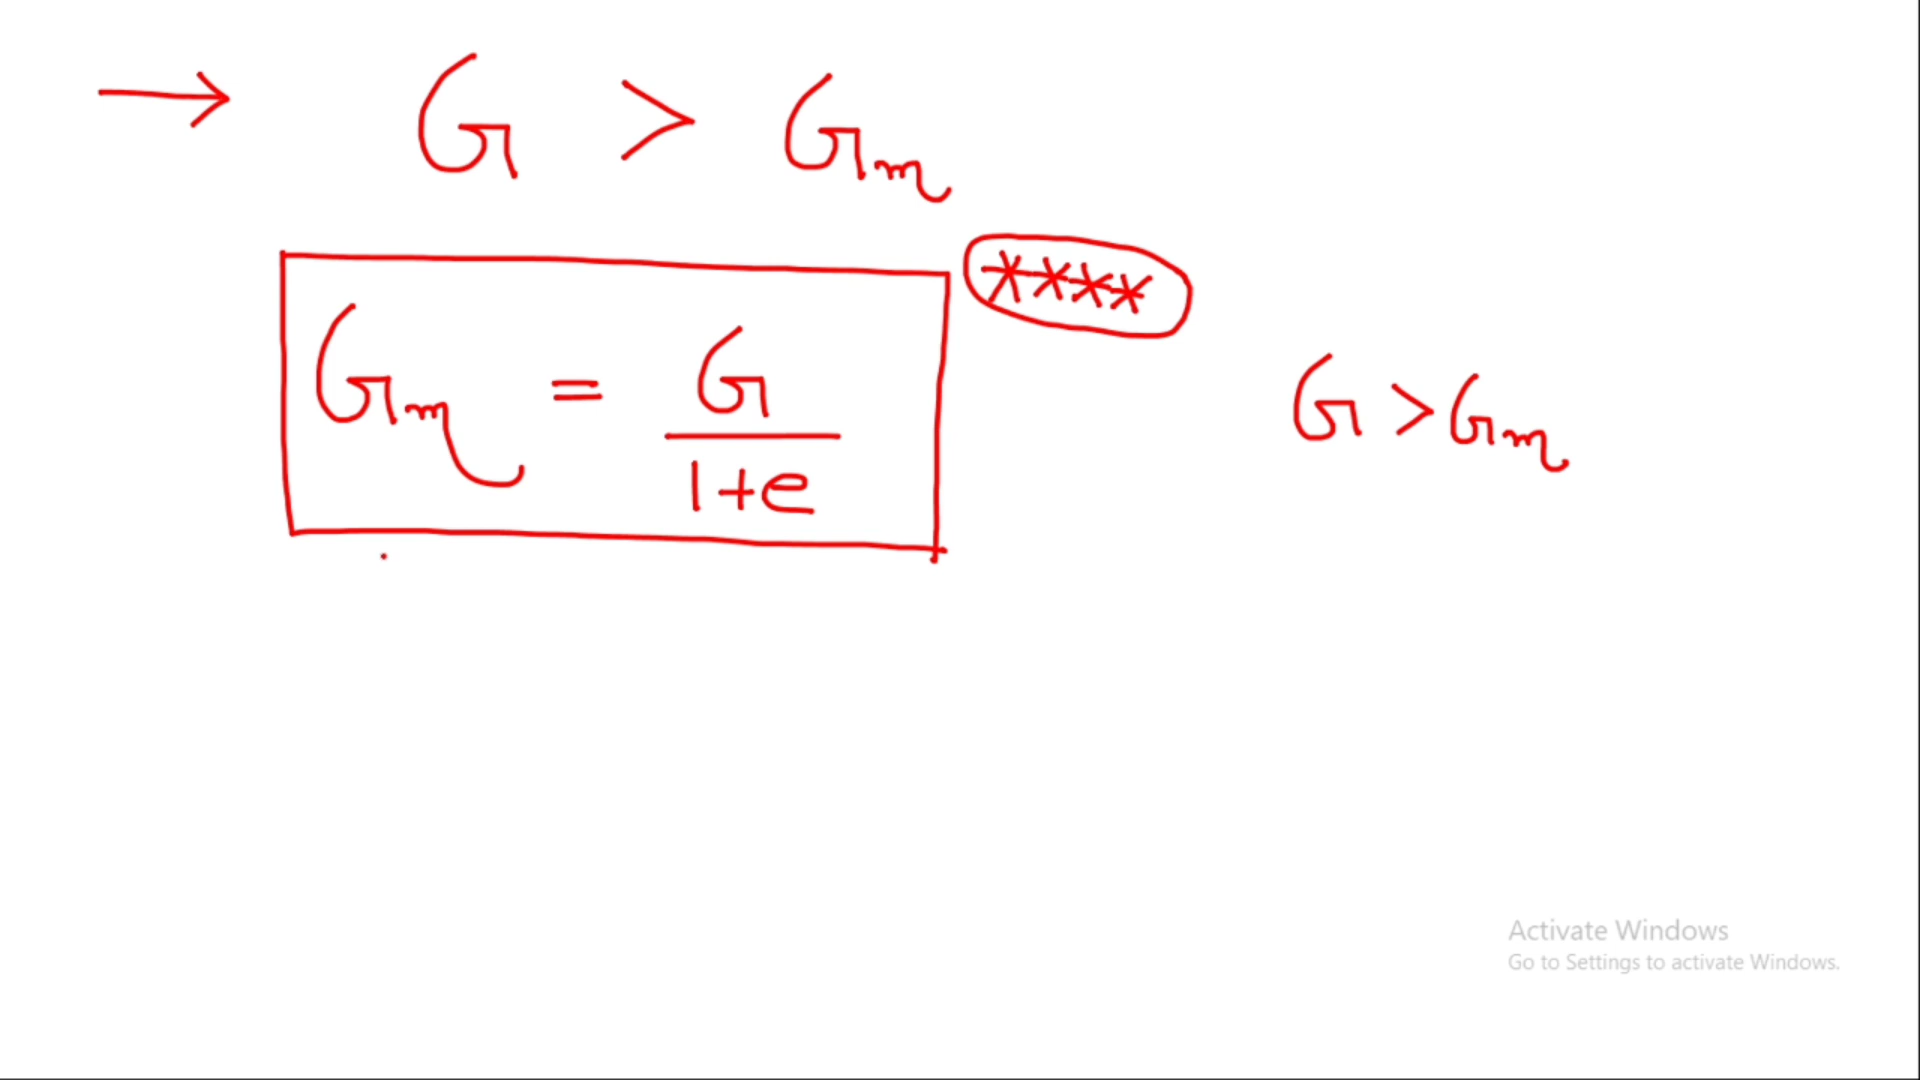 → G > Gm
****
Gm = G/(1+e)
G > Gm
Activate Windows
Go to Settings to activate Windows.